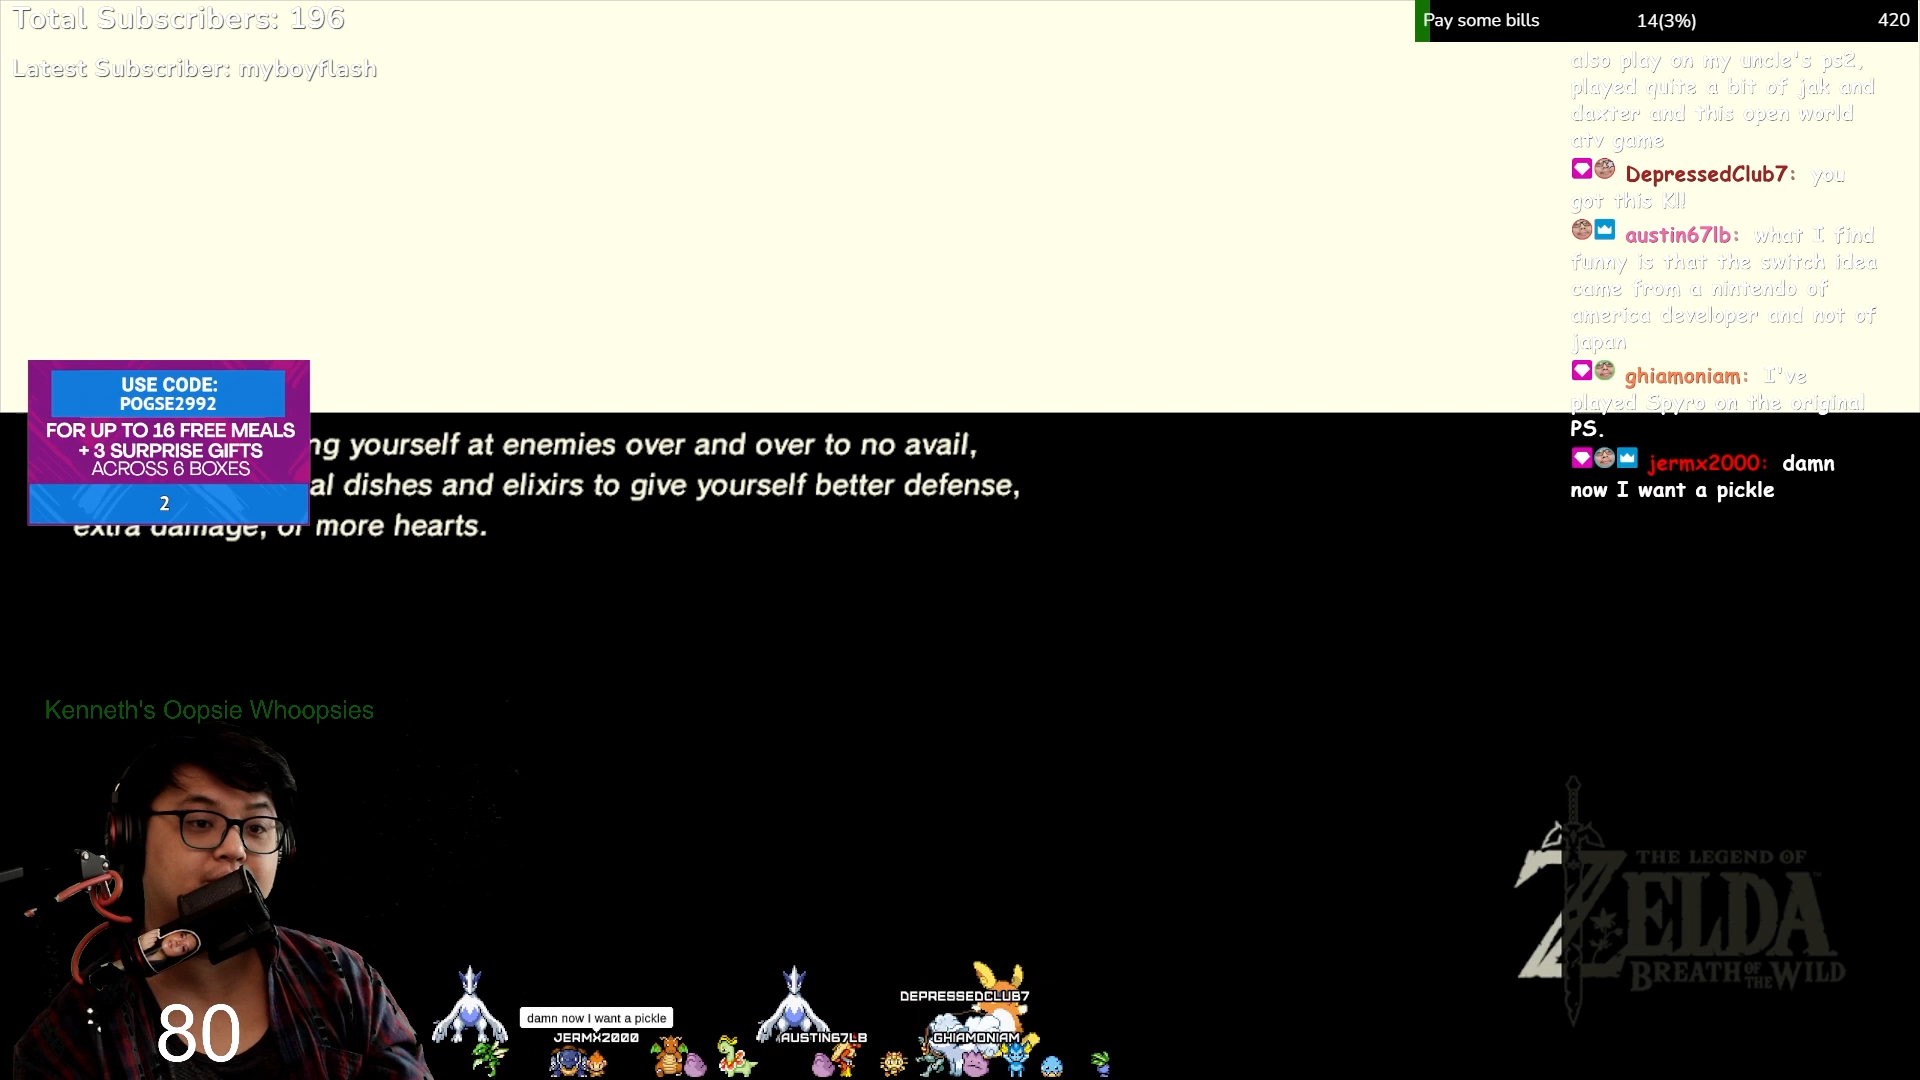 Total Subscribers: 196
Latest Subscriber: myboyflash
Pay some bills 14(3%) 420
also play on my uncle's ps2,
played quite a bit of jak and
daxter and this open world
atv game
DepressedClub7: you
got this K!!
austin67lb: what I find
funny is that the switch idea
came from a nintendo of
america developer and not of
japan
ghiamoniam: I've
played Spyro on the original
PS.
jermx2000: damn
now I want a pickle
USE CODE:
POGSE2992
FOR UP TO 16 FREE MEALS
+ 3 SURPRISE GIFTS
ACROSS 6 BOXES
2
ng yourself at enemies over and over to no avail,
al dishes and elixirs to give yourself better defense,
extra damage, or more hearts.
Kenneth's Oopsie Whoopsies
80
damn now I want a pickle
JERMX2000
AUSTIN67LB
DEPRESSEDCLUB7
GHIAMONIAM
THE LEGEND OF
ZELDA
BREATH OF THE WILD